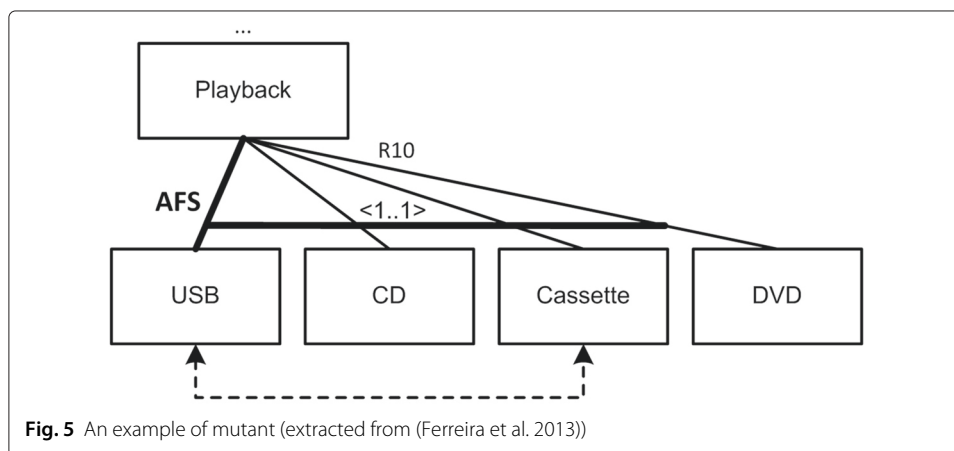 ...
Playback
R10
AFS
<1..1>
USB
CD
Cassette
DVD
Fig. 5 An example of mutant (extracted from (Ferreira et al. 2013))